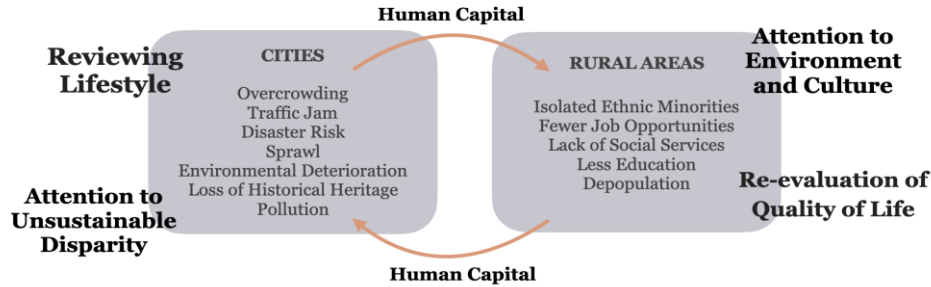 Human Capital
Reviewing
Lifestyle
CITIES
Overcrowding
Traffic Jam
Disaster Risk
Sprawl
Environmental Deterioration
Loss of Historical Heritage
Pollution
Attention to
Unsustainable
Disparity
RURAL AREAS
Isolated Ethnic Minorities
Fewer Job Opportunities
Lack of Social Services
Less Education
Depopulation
Attention to
Environment
and Culture
Re-evaluation of
Quality of Life
Human Capital